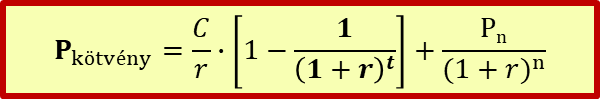 P_kötvény = C/r · [1 − 1/(1 + r)^t] + P_n/(1 + r)^n